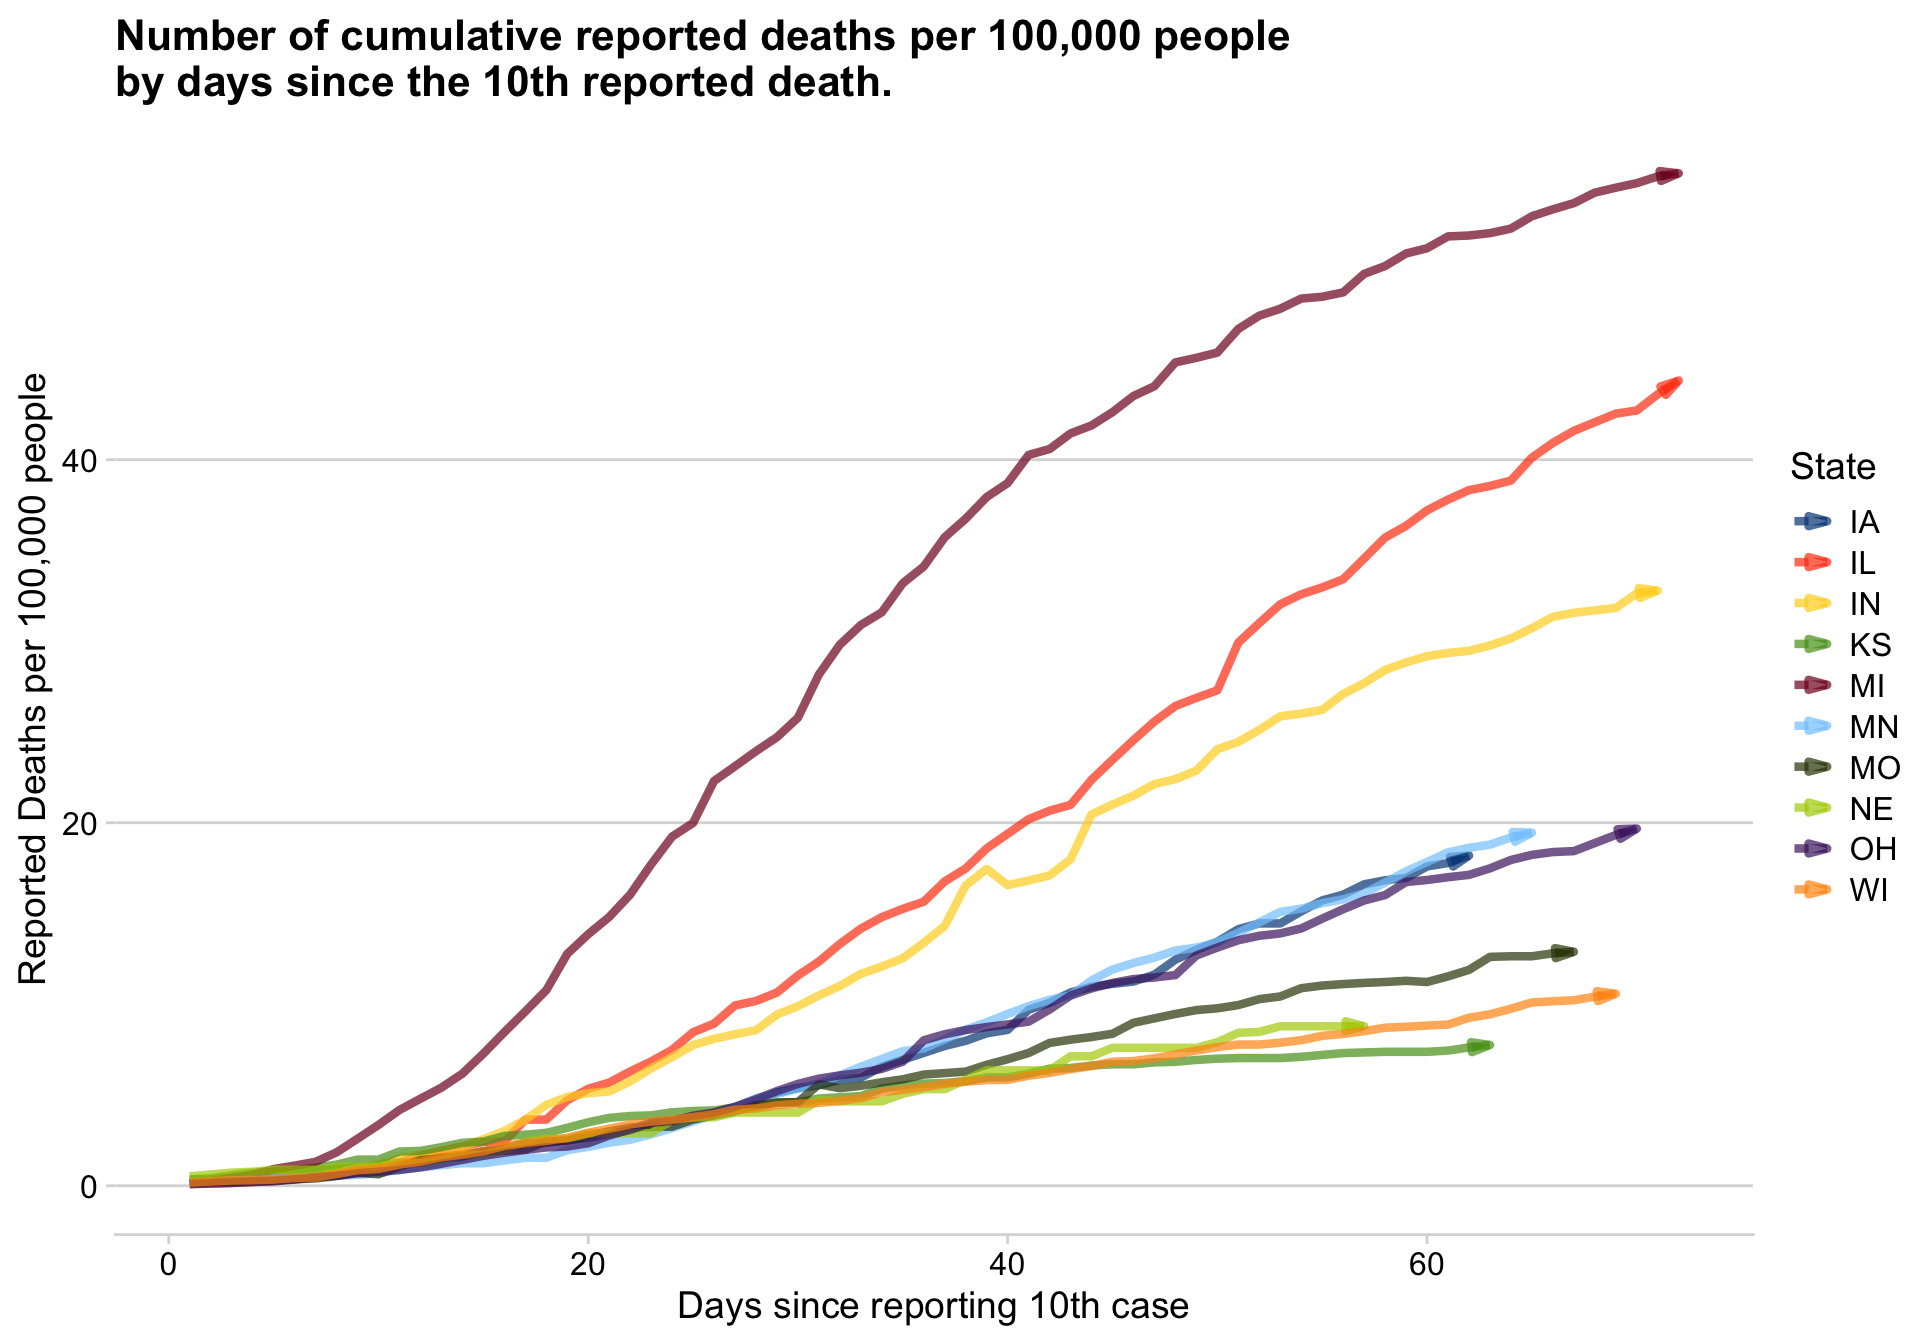 Number of cumulative reported deaths per 100,000 people
by days since the 10th reported death.
Reported Deaths per 100,000 people
40
20
0
0
20
40
60
Days since reporting 10th case
State
IA
IL
IN
KS
MI
MN
MO
NE
OH
WI